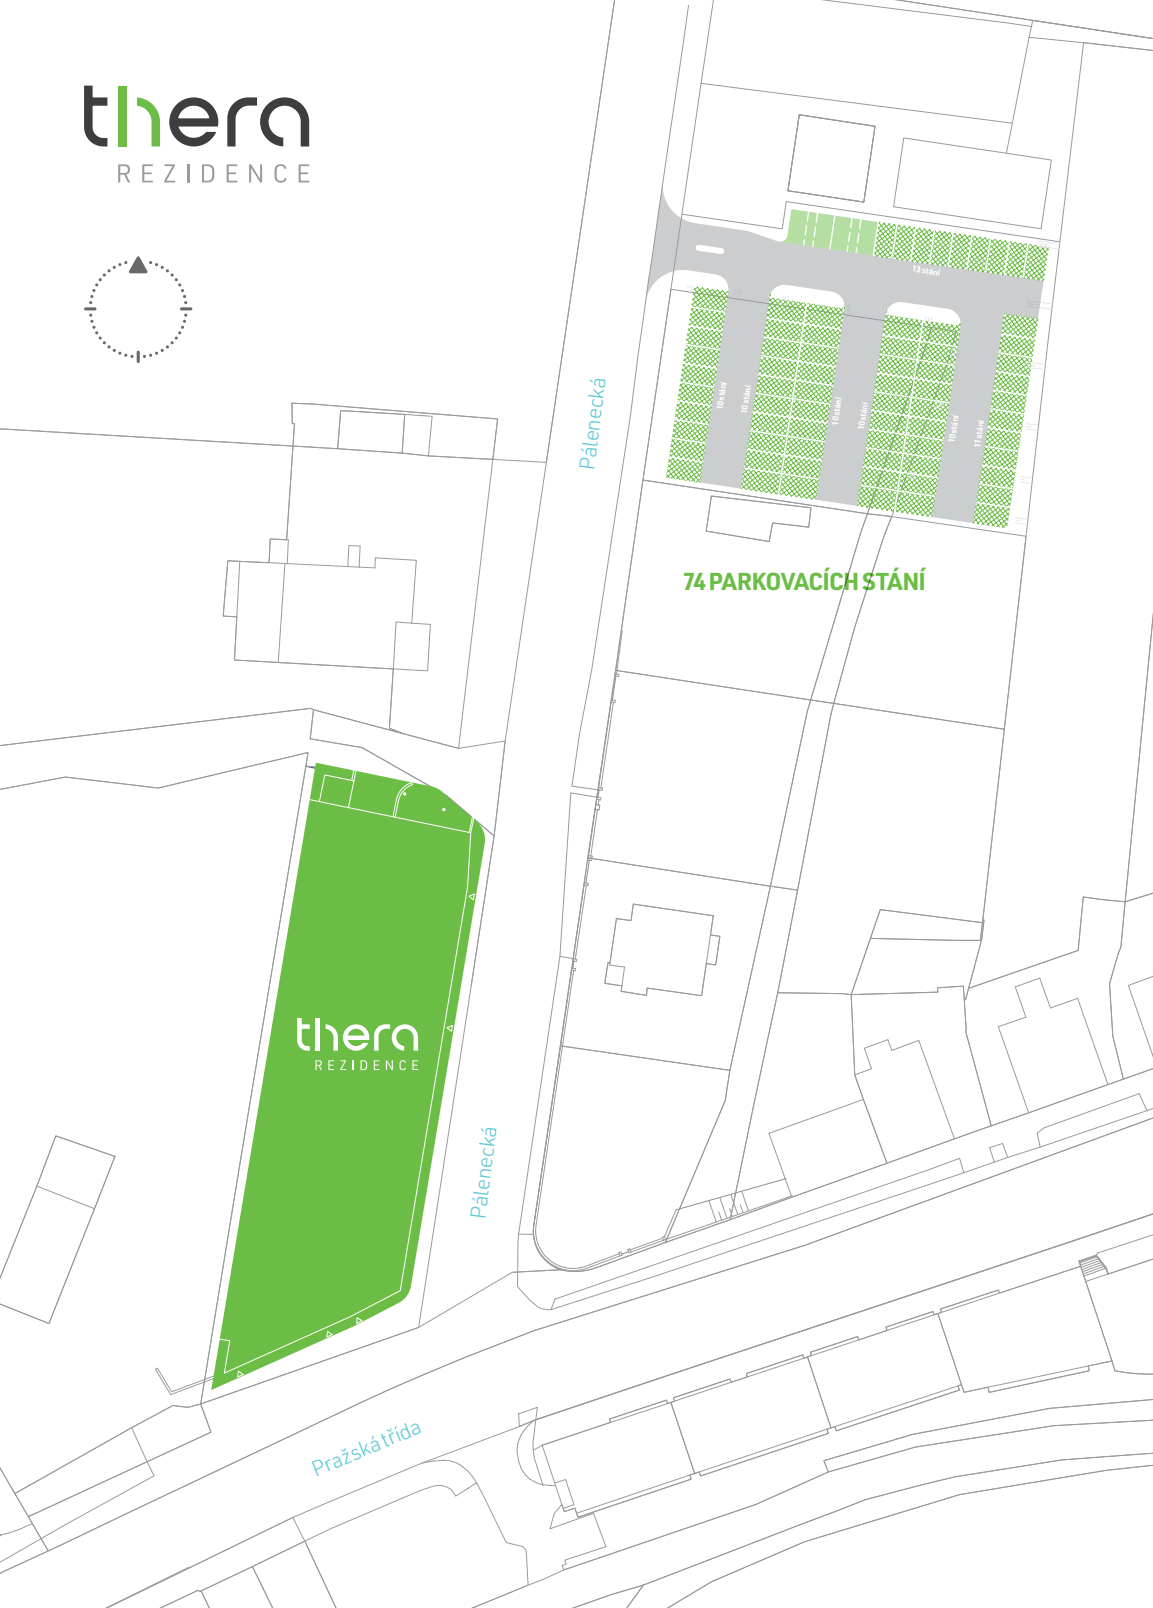 thera
REZIDENCE
13 stání
Pálenecká
10 stání
10 stání
10 stání
10 stání
10 stání
11 stání
74 PARKOVACÍCH STÁNÍ
thera
REZIDENCE
Pálenecká
Pražská třída